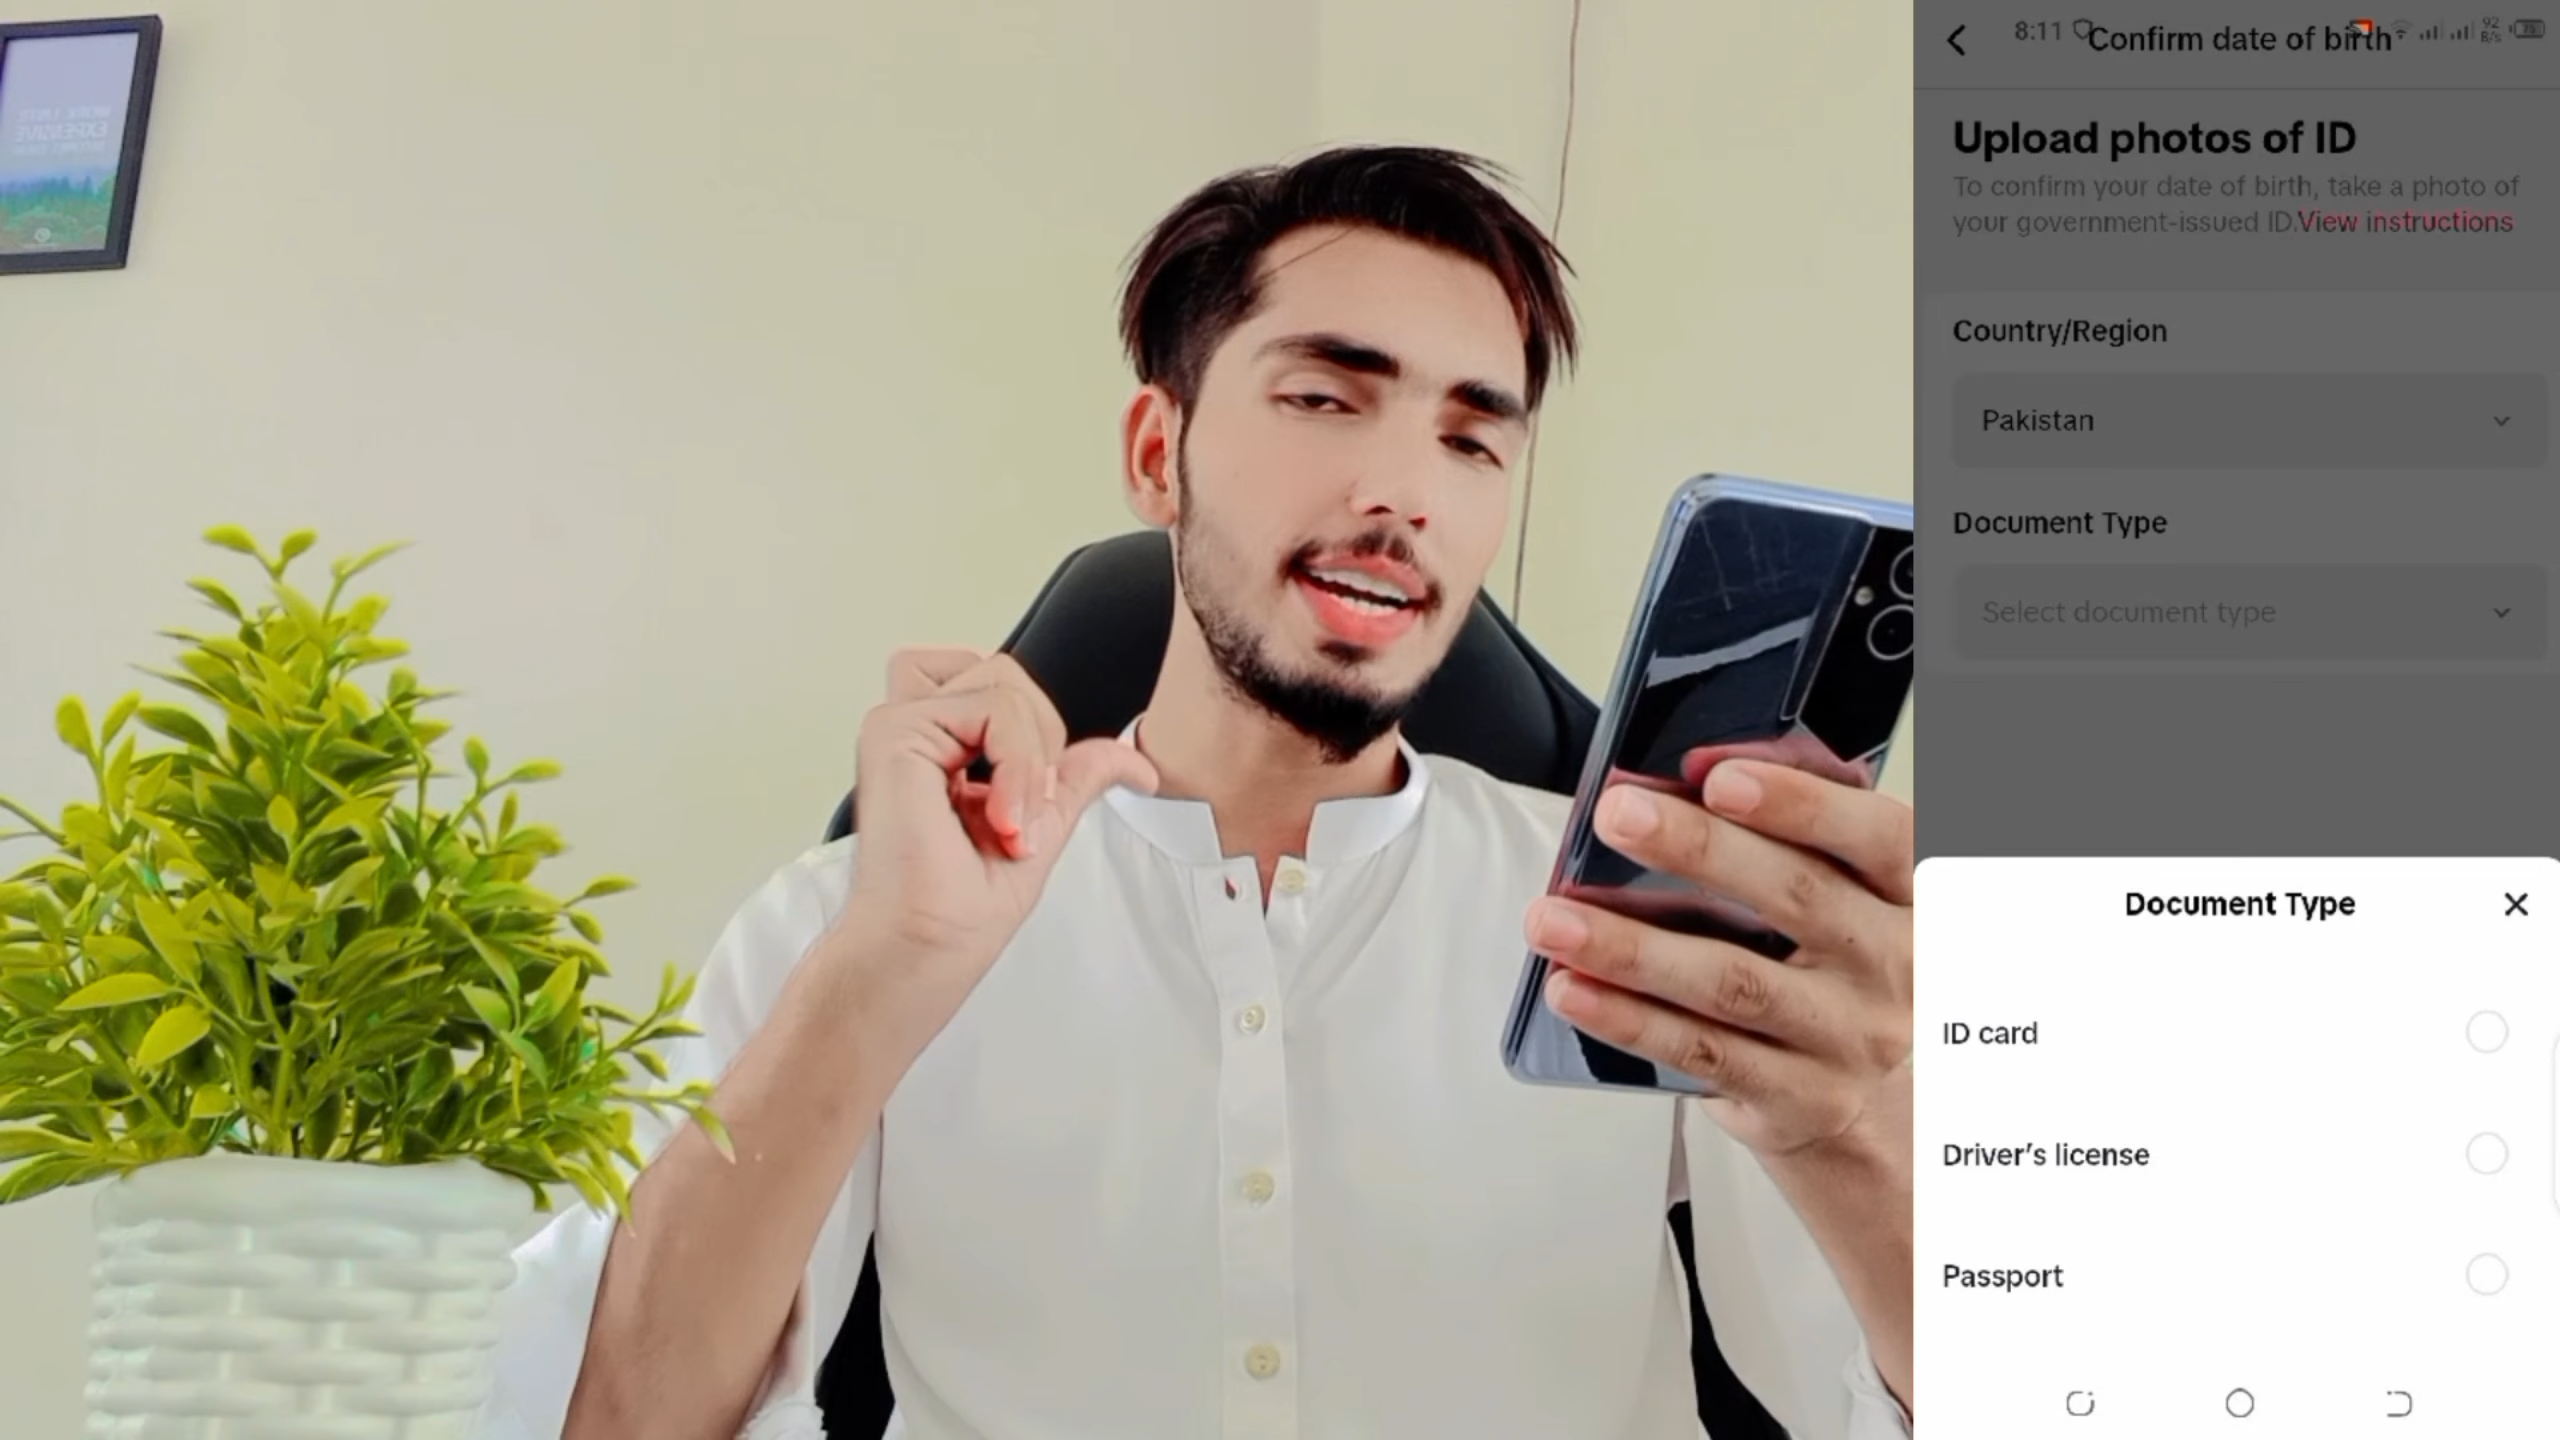 8:11
Confirm date of birth
92
B/s
Upload photos of ID
To confirm your date of birth, take a photo of
your government-issued ID.View instructions
Country/Region
Pakistan
Document Type
Select document type
Document Type
ID card
Driver's license
Passport
EXPENSIVE